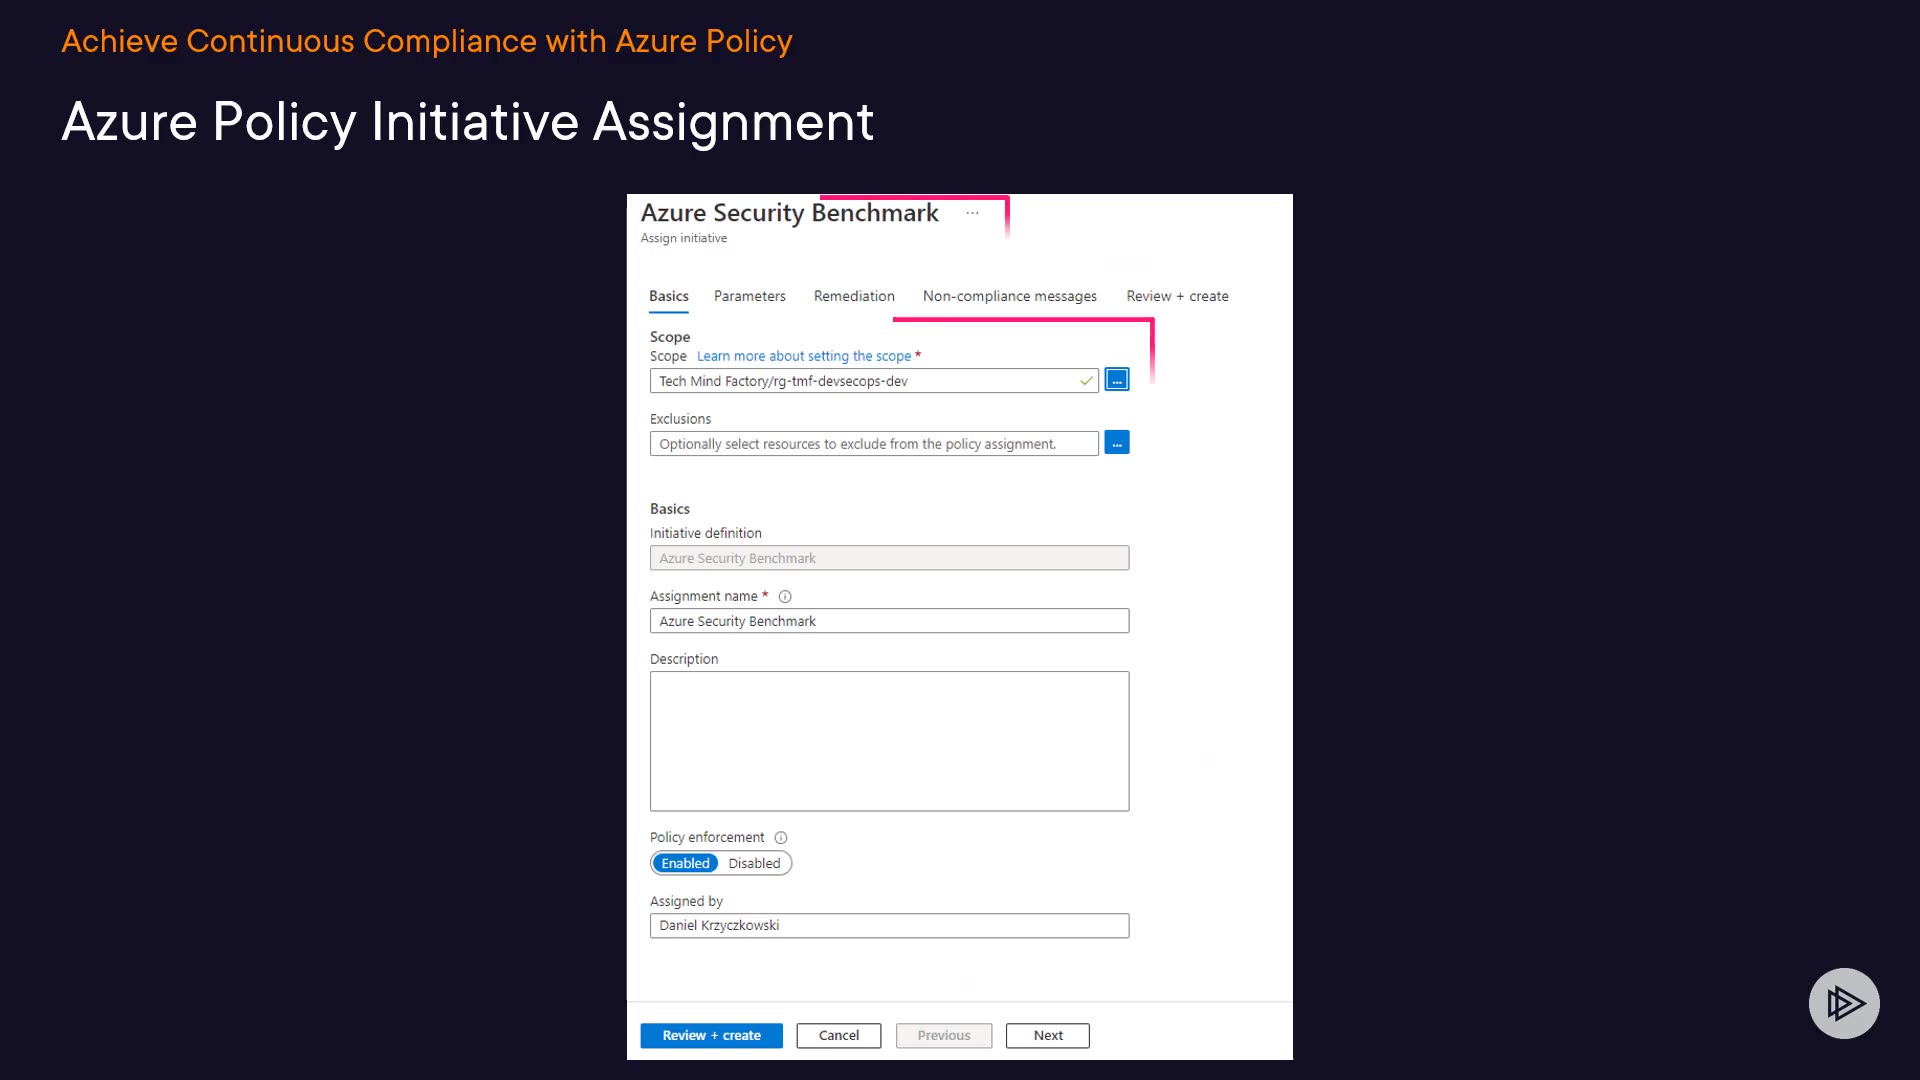 Achieve Continuous Compliance with Azure Policy
Azure Policy Initiative Assignment
Azure Security Benchmark ...
Assign initiative
Basics Parameters Remediation Non-compliance messages Review + create
Scope
Scope Learn more about setting the scope *
Tech Mind Factory/rg-tmf-devsecops-dev ...
Exclusions
Optionally select resources to exclude from the policy assignment. ...
Basics
Initiative definition
Azure Security Benchmark
Assignment name *
Azure Security Benchmark
Description
Policy enforcement
Enabled Disabled
Assigned by
Daniel Krzyczkowski
Review + create Cancel Previous Next